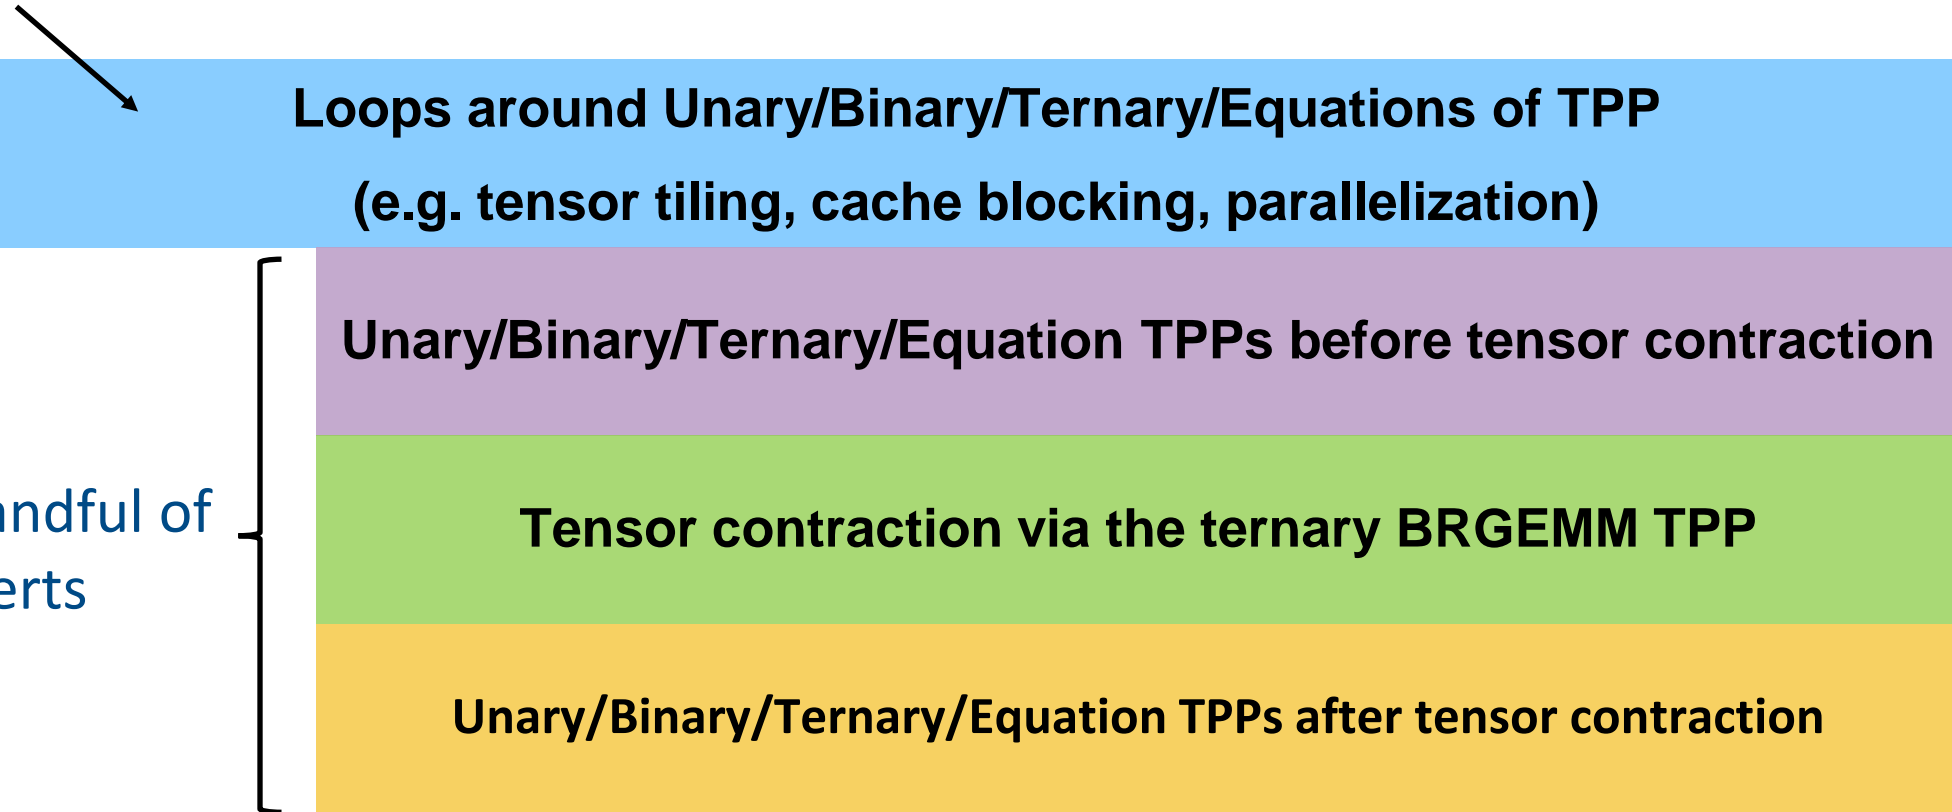 Loops around Unary/Binary/Ternary/Equations of TPP
(e.g. tensor tiling, cache blocking, parallelization)
Unary/Binary/Ternary/Equation TPPs before tensor contraction
of
Tensor contraction via the ternary BRGEMM TPP
Unary/Binary/Ternary/Equation TPPs after tensor contraction